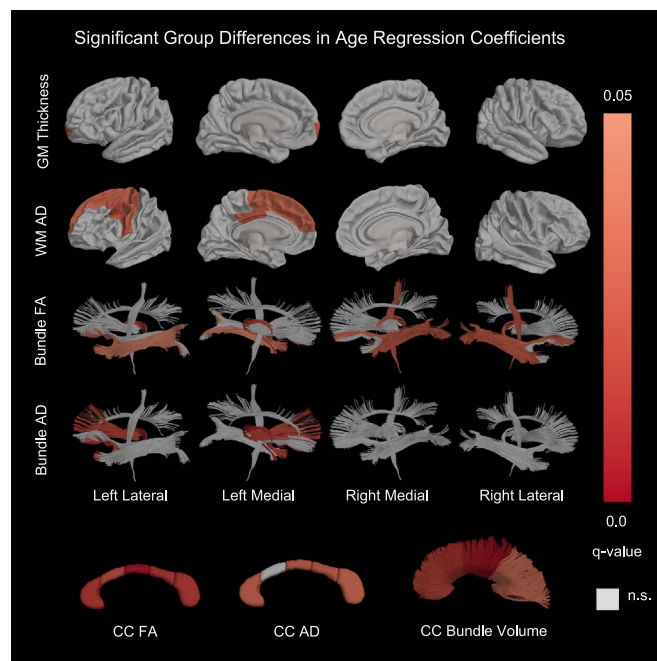 Significant Group Differences in Age Regression Coefficients
GM Thickness
0.05
WM AD
Bundle FA
Bundle AD
Left Lateral
Left Medial
Right Medial
Right Lateral
0.0
q-value
n.s.
CC FA
CC AD
CC Bundle Volume